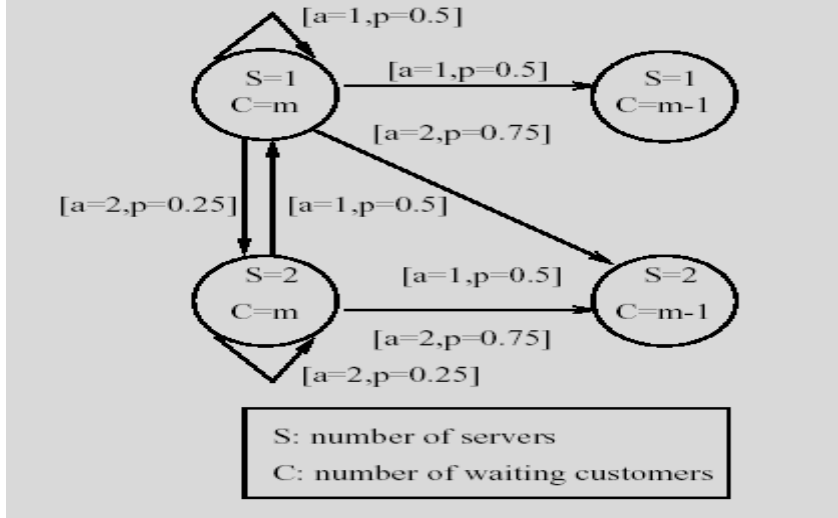 [a=1,p=0.5]
S=1
C=m
[a=1,p=0.5]
S=1
C=m-1
[a=2,p=0.75]
[a=2,p=0.25]
[a=1,p=0.5]
S=2
C=m
[a=1,p=0.5]
S=2
C=m-1
[a=2,p=0.75]
[a=2,p=0.25]
S: number of servers
C: number of waiting customers